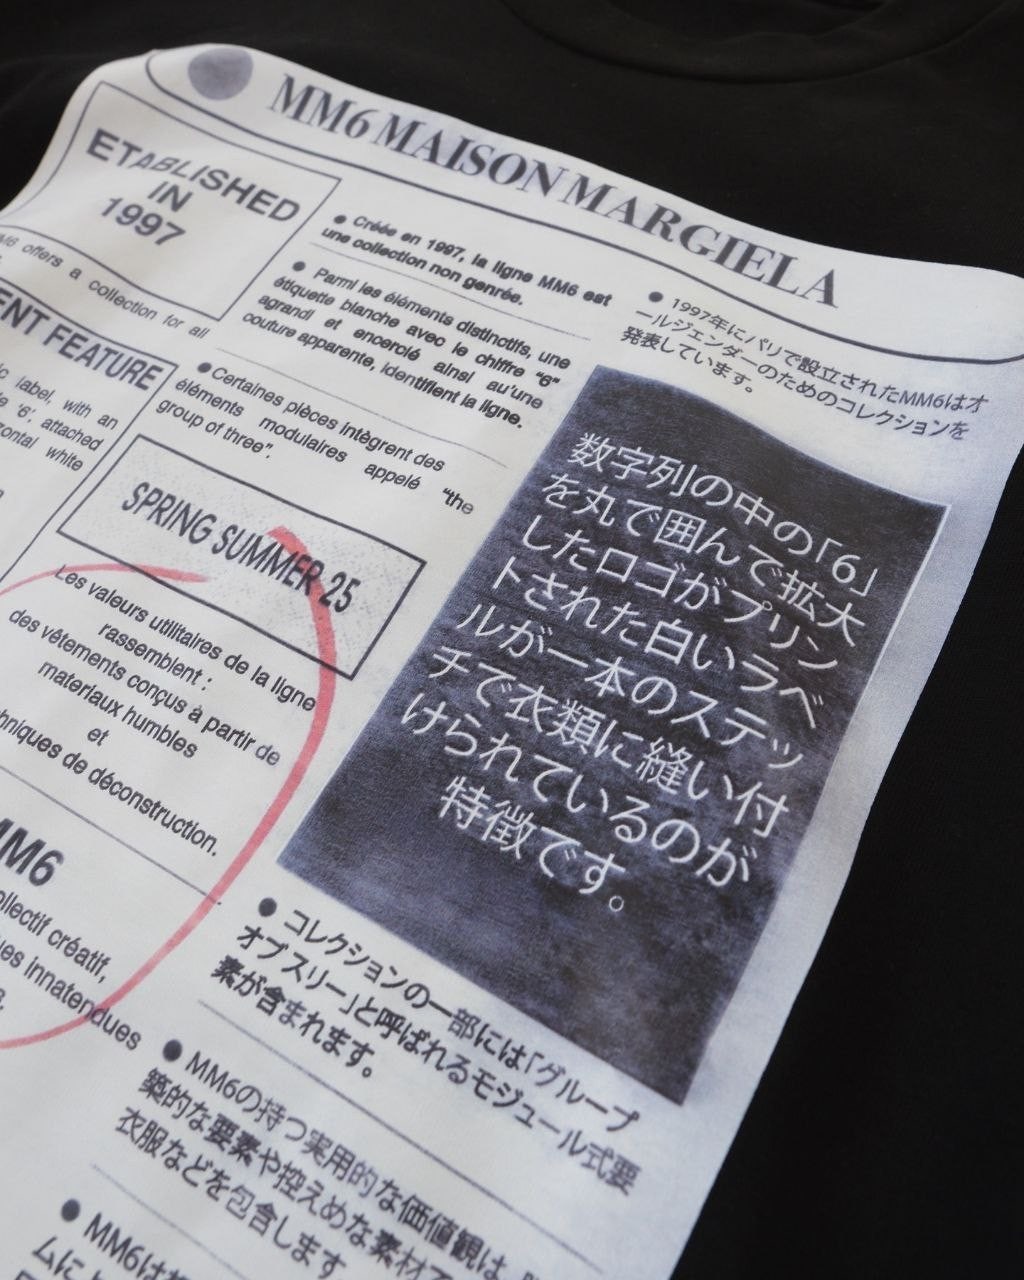 MM6 MAISON MARGIELA
ETABLISHED
IN
1997
offers a collection for all
FEATURE
label, with an
'6', attached
white
● Créée en 1997, la ligne MM6 est
une collection non genrée.
● Parmi les éléments distinctifs, une
étiquette blanche avec le chiffre "6"
agrandi et encerclé ainsi qu'une
couture apparente, identifient la ligne.
● Certaines pièces intègrent des
éléments modulaires appelé "the
group of three".
SPRING SUMMER 25
Les valeurs utilitaires de la ligne
rassemblent :
des vêtements conçus à partir de
materiaux humbles
et
de déconstruction.
MM6
créatif,
innatendues
● 1997年にパリで設立されたMM6はオ
ールジェンダーのためのコレクションを
発表しています。
数字列の中の「6」
を丸で囲んで拡大
したロゴがプリン
トされた白いラベ
ルが一本のステッ
チで衣類に縫い付
けられているのが
特徴です。
● コレクションの一部には「グループ
オブスリー」と呼ばれるモジュール式要
素が含まれます。
● MM6の持つ実用的な価値観は、
築的な要素や控えめな素材で
衣服などを包含します
● MM6は
ムに